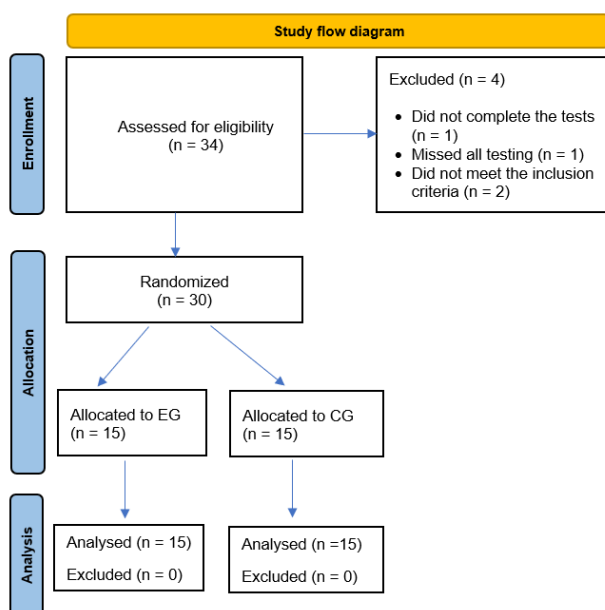 Study flow diagram
Enrollment
Assessed for eligibility
(n = 34)
Excluded (n = 4)
• Did not complete the tests
(n = 1)
• Missed all testing (n = 1)
• Did not meet the inclusion
criteria (n = 2)
Allocation
Randomized
(n = 30)
Allocated to EG
(n = 15)
Allocated to CG
(n = 15)
Analysis
Analysed (n = 15)
Excluded (n = 0)
Analysed (n =15)
Excluded (n = 0)